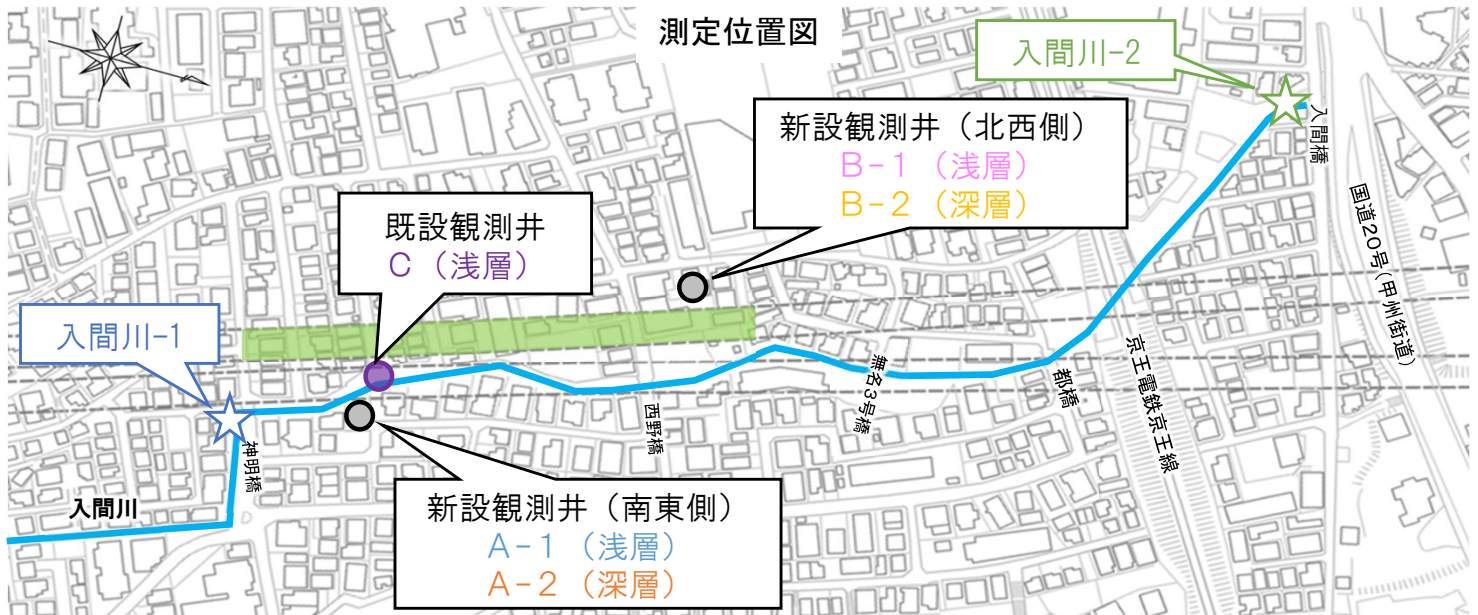 測定位置図
入間川-2
新設観測井（北西側）
B-1（浅層）
B-2（深層）
既設観測井
C（浅層）
入間川-1
新設観測井（南東側）
A-1（浅層）
A-2（深層）
入間川
神明橋
西野橋
無名3号橋
都橋
京王電鉄京王線
国道20号(甲州街道)
入間橋